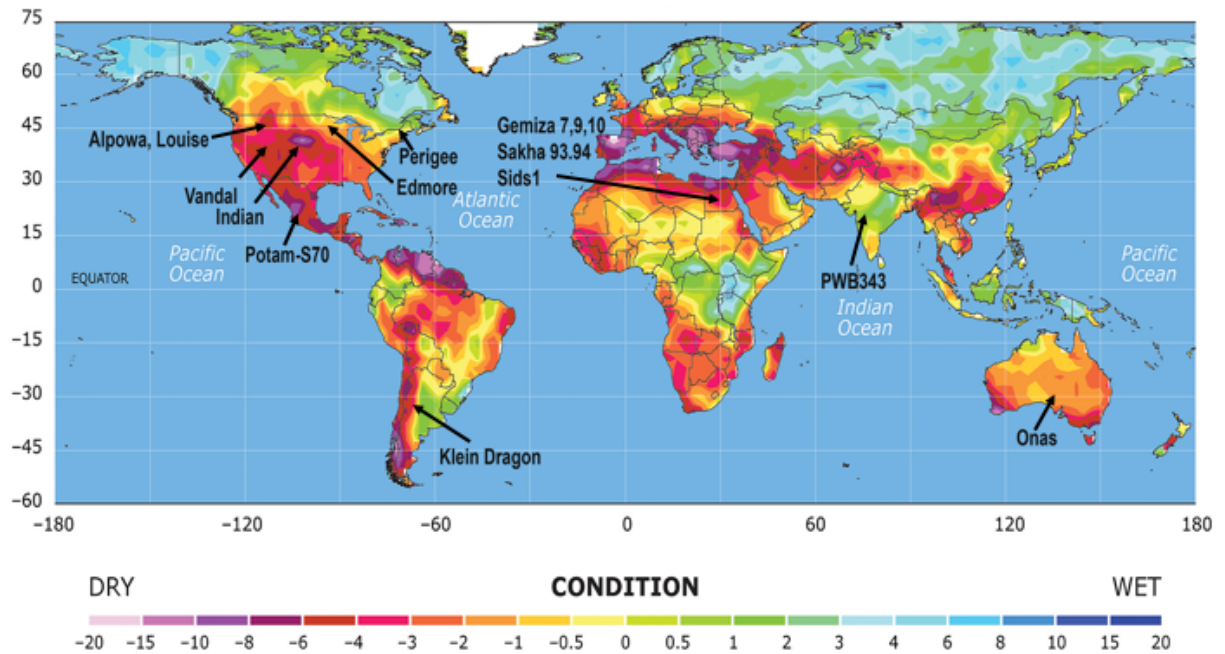 75
60
45
30
15
0
−15
−30
−45
−60
Alpowa, Louise
Vandal
Indian
Potam-S70
Perigee
Edmore
Atlantic
Ocean
Pacific
Ocean
EQUATOR
Klein Dragon
Gemiza 7,9,10
Sakha 93.94
Sids1
PWB343
Indian
Ocean
Pacific
Ocean
Onas
−180 −120 −60 0 60 120 180
DRY CONDITION WET
−20 −15 −10 −8 −6 −4 −3 −2 −1 −0.5 0 0.5 1 2 3 4 6 8 10 15 20